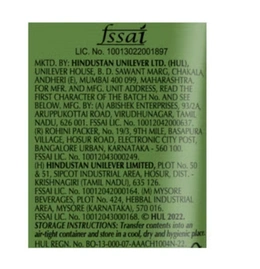 fssai
LIC. No. 10013022001897
MKTD. BY: HINDUSTAN UNILEVER LTD. (HUL),
UNILEVER HOUSE, B. D. SAWANT MARG, CHAKALA,
ANDHERI (E), MUMBAI 400 099, MAHARASHTRA.
FOR MFR. AND MFG. UNIT ADDRESS, READ THE
FIRST CHARACTER OF THE BATCH No. AND SEE
BELOW, MFG. BY: (A) ABISHEK ENTERPRISES, 93/2A,
ARUPPUKOTTAI ROAD, VIRUDHUNAGAR, TAMIL
NADU, 626 001. FSSAI LIC. No. 10012042000637.
(R) ROHINI PACKER, No. 19/3, 9TH MILE, BASAPURA
VILLAGE, HOSUR ROAD, ELECTRONIC CITY POST,
BANGALORE URBAN, KARNATAKA - 560 100.
FSSAI LIC. No. 10012043000249.
(H) HINDUSTAN UNILEVER LIMITED, PLOT No. 50
& 51, SIPCOT INDUSTRIAL AREA, HOSUR, DIST. -
KRISHNAGIRI (TAMIL NADU), 635 126.
FSSAI LIC. No. 10012042000164. (M) MYSORE
BEVERAGES, PLOT No. 424, HEBBAL INDUSTRIAL
AREA, MYSORE (KARNATAKA), 570 016.
FSSAI LIC. No. 10012043000168. © HUL 2022.
STORAGE INSTRUCTIONS: Transfer contents into an
air-tight container and store in a cool, dry and hygienic place.
HUL REGN. No. BO-13-000-07-AAACH1004N-22.